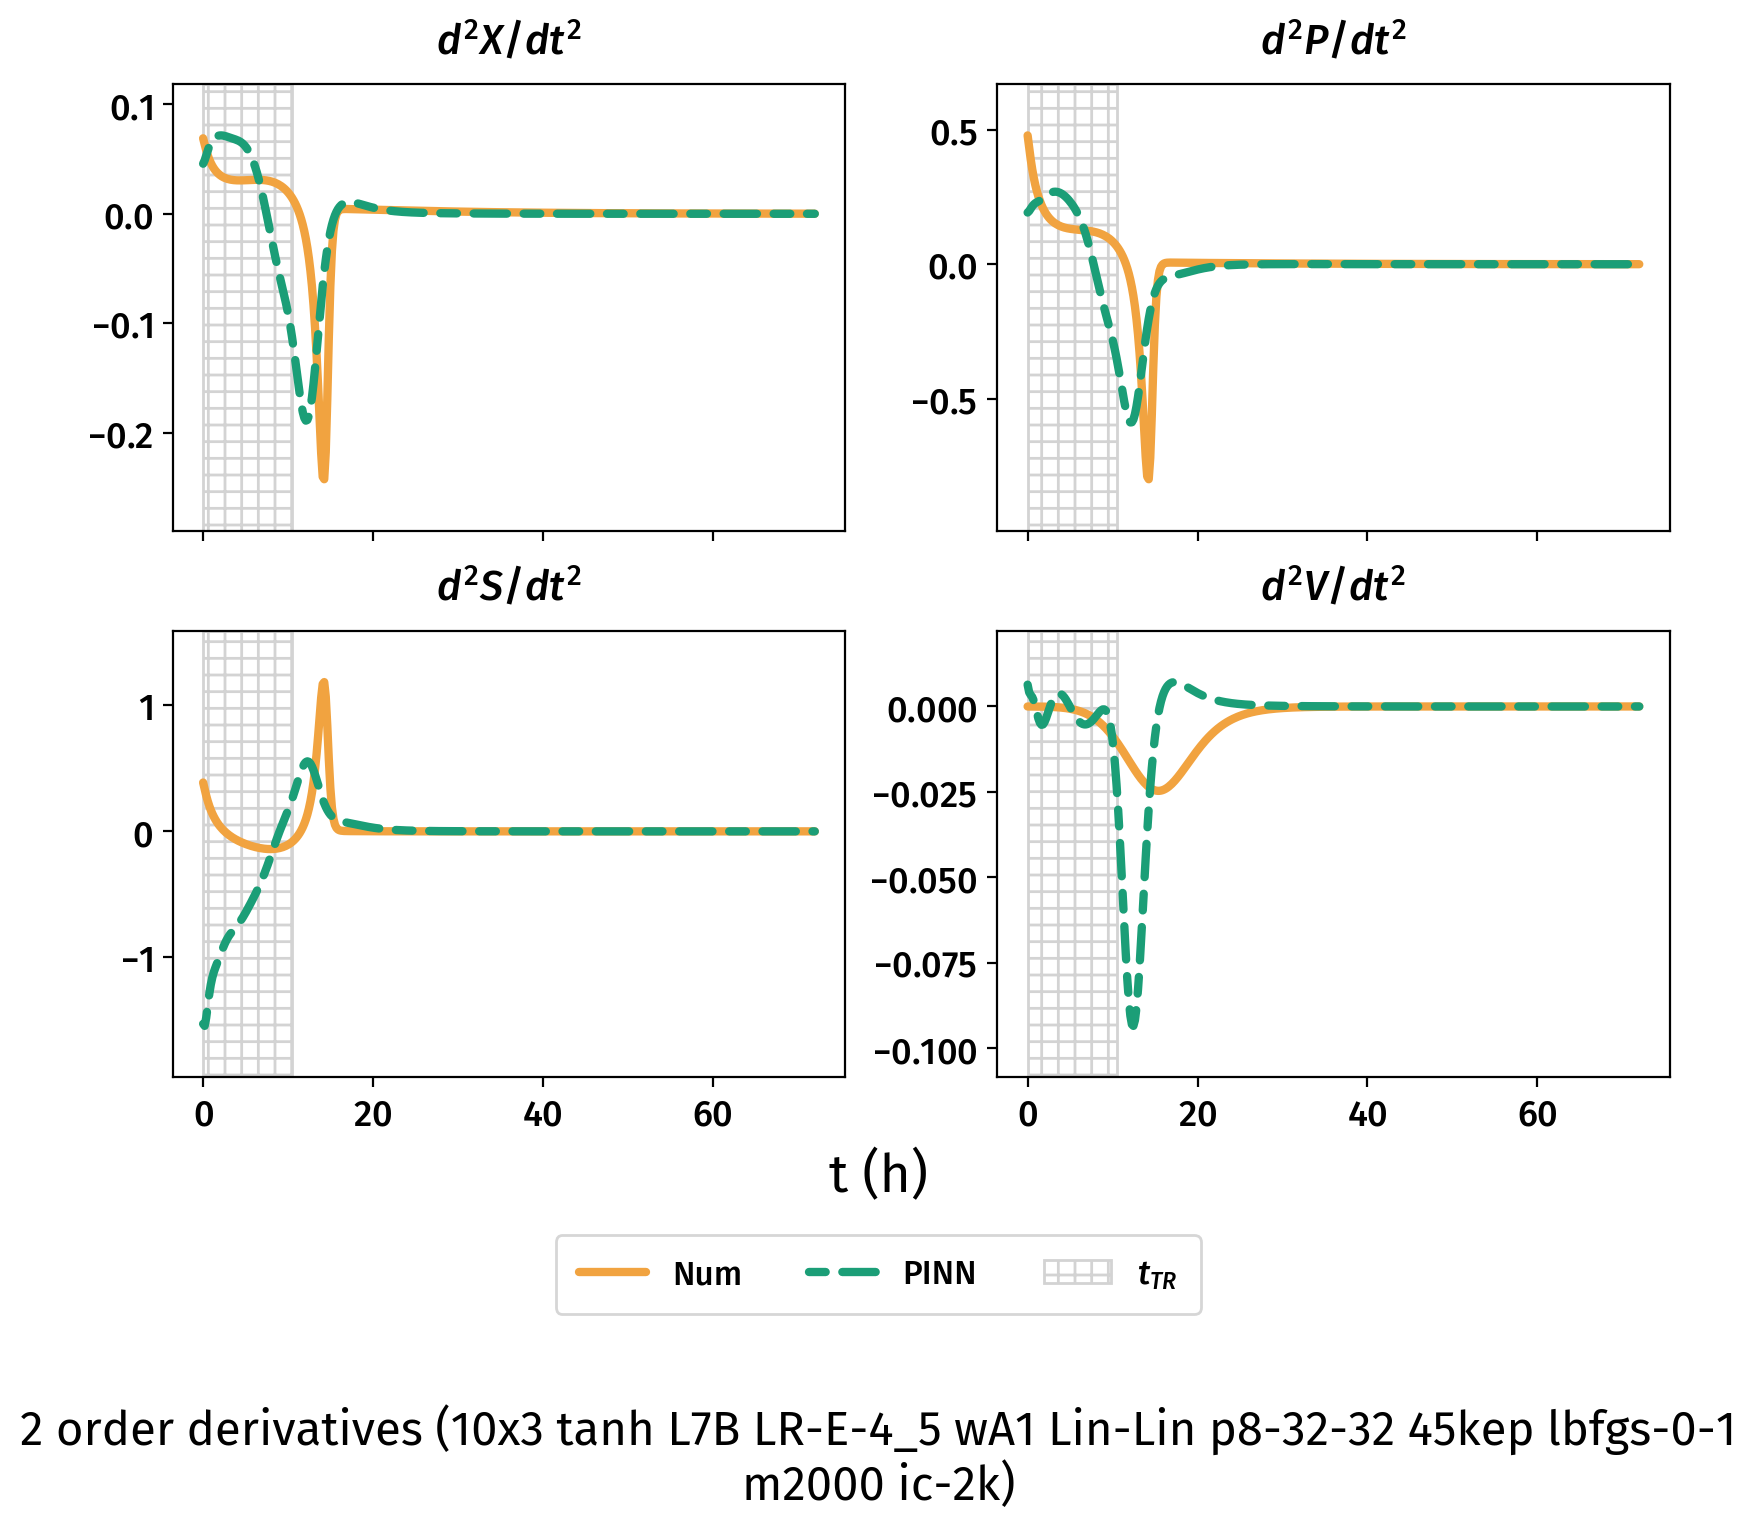 d²X/dt²
d²P/dt²
0.1
0.0
−0.1
−0.2
0.5
0.0
−0.5
d²S/dt²
d²V/dt²
1
0
−1
0.000
−0.025
−0.050
−0.075
−0.100
0 20 40 60
0 20 40 60
t (h)
Num PINN t_TR
2 order derivatives (10x3 tanh L7B LR-E-4_5 wA1 Lin-Lin p8-32-32 45kep lbfgs-0-1
m2000 ic-2k)